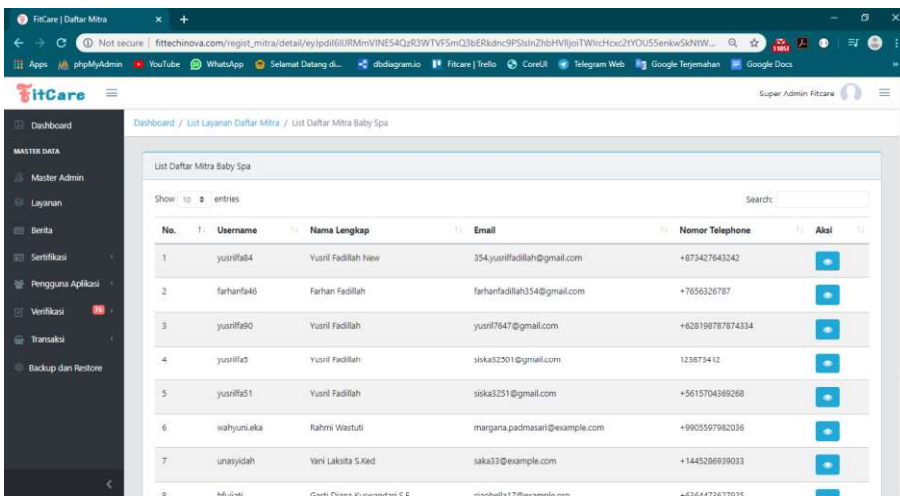 FitCare | Daftar Mitra
Not secure | fittechinova.com/regist_mitra/detail/
Apps phpMyAdmin YouTube WhatsApp Selamat Datang di... dbdiagram.io Fitcare | Trello CoreUI Telegram Web Google Terjemahan Google Docs
FitCare
Super Admin Fitcare
Dashboard
Dashboard / List Layanan Daftar Mitra / List Daftar Mitra Baby Spa
MASTER DATA
Master Admin
Layanan
Berita
Sertifikasi
Pengguna Aplikasi
Verifikasi
Transaksi
Backup dan Restore
List Daftar Mitra Baby Spa
Show 10 entries
Search:
No. Username Nama Lengkap Email Nomor Telephone Aksi
1 yusrilfa84 Yusril Fadillah New 354.yusrilfadillah@gmail.com +873427643242
2 farhanfa46 Farhan Fadillah farhanfadillah354@gmail.com +7656326787
3 yusrilfa90 Yusril Fadillah yusril7647@gmail.com +628198787874334
4 yusrilfa5 Yusril Fadillah siska32501@gmail.com 123873412
5 yusrilfa51 Yusril Fadillah siska3251@gmail.com +5615704369268
6 wahyuni.eka Rahmi Wastuti margana.padmasari@example.com +9905597982036
7 unasyidah Yani Laksita S.Ked saka33@example.com +1445286939033